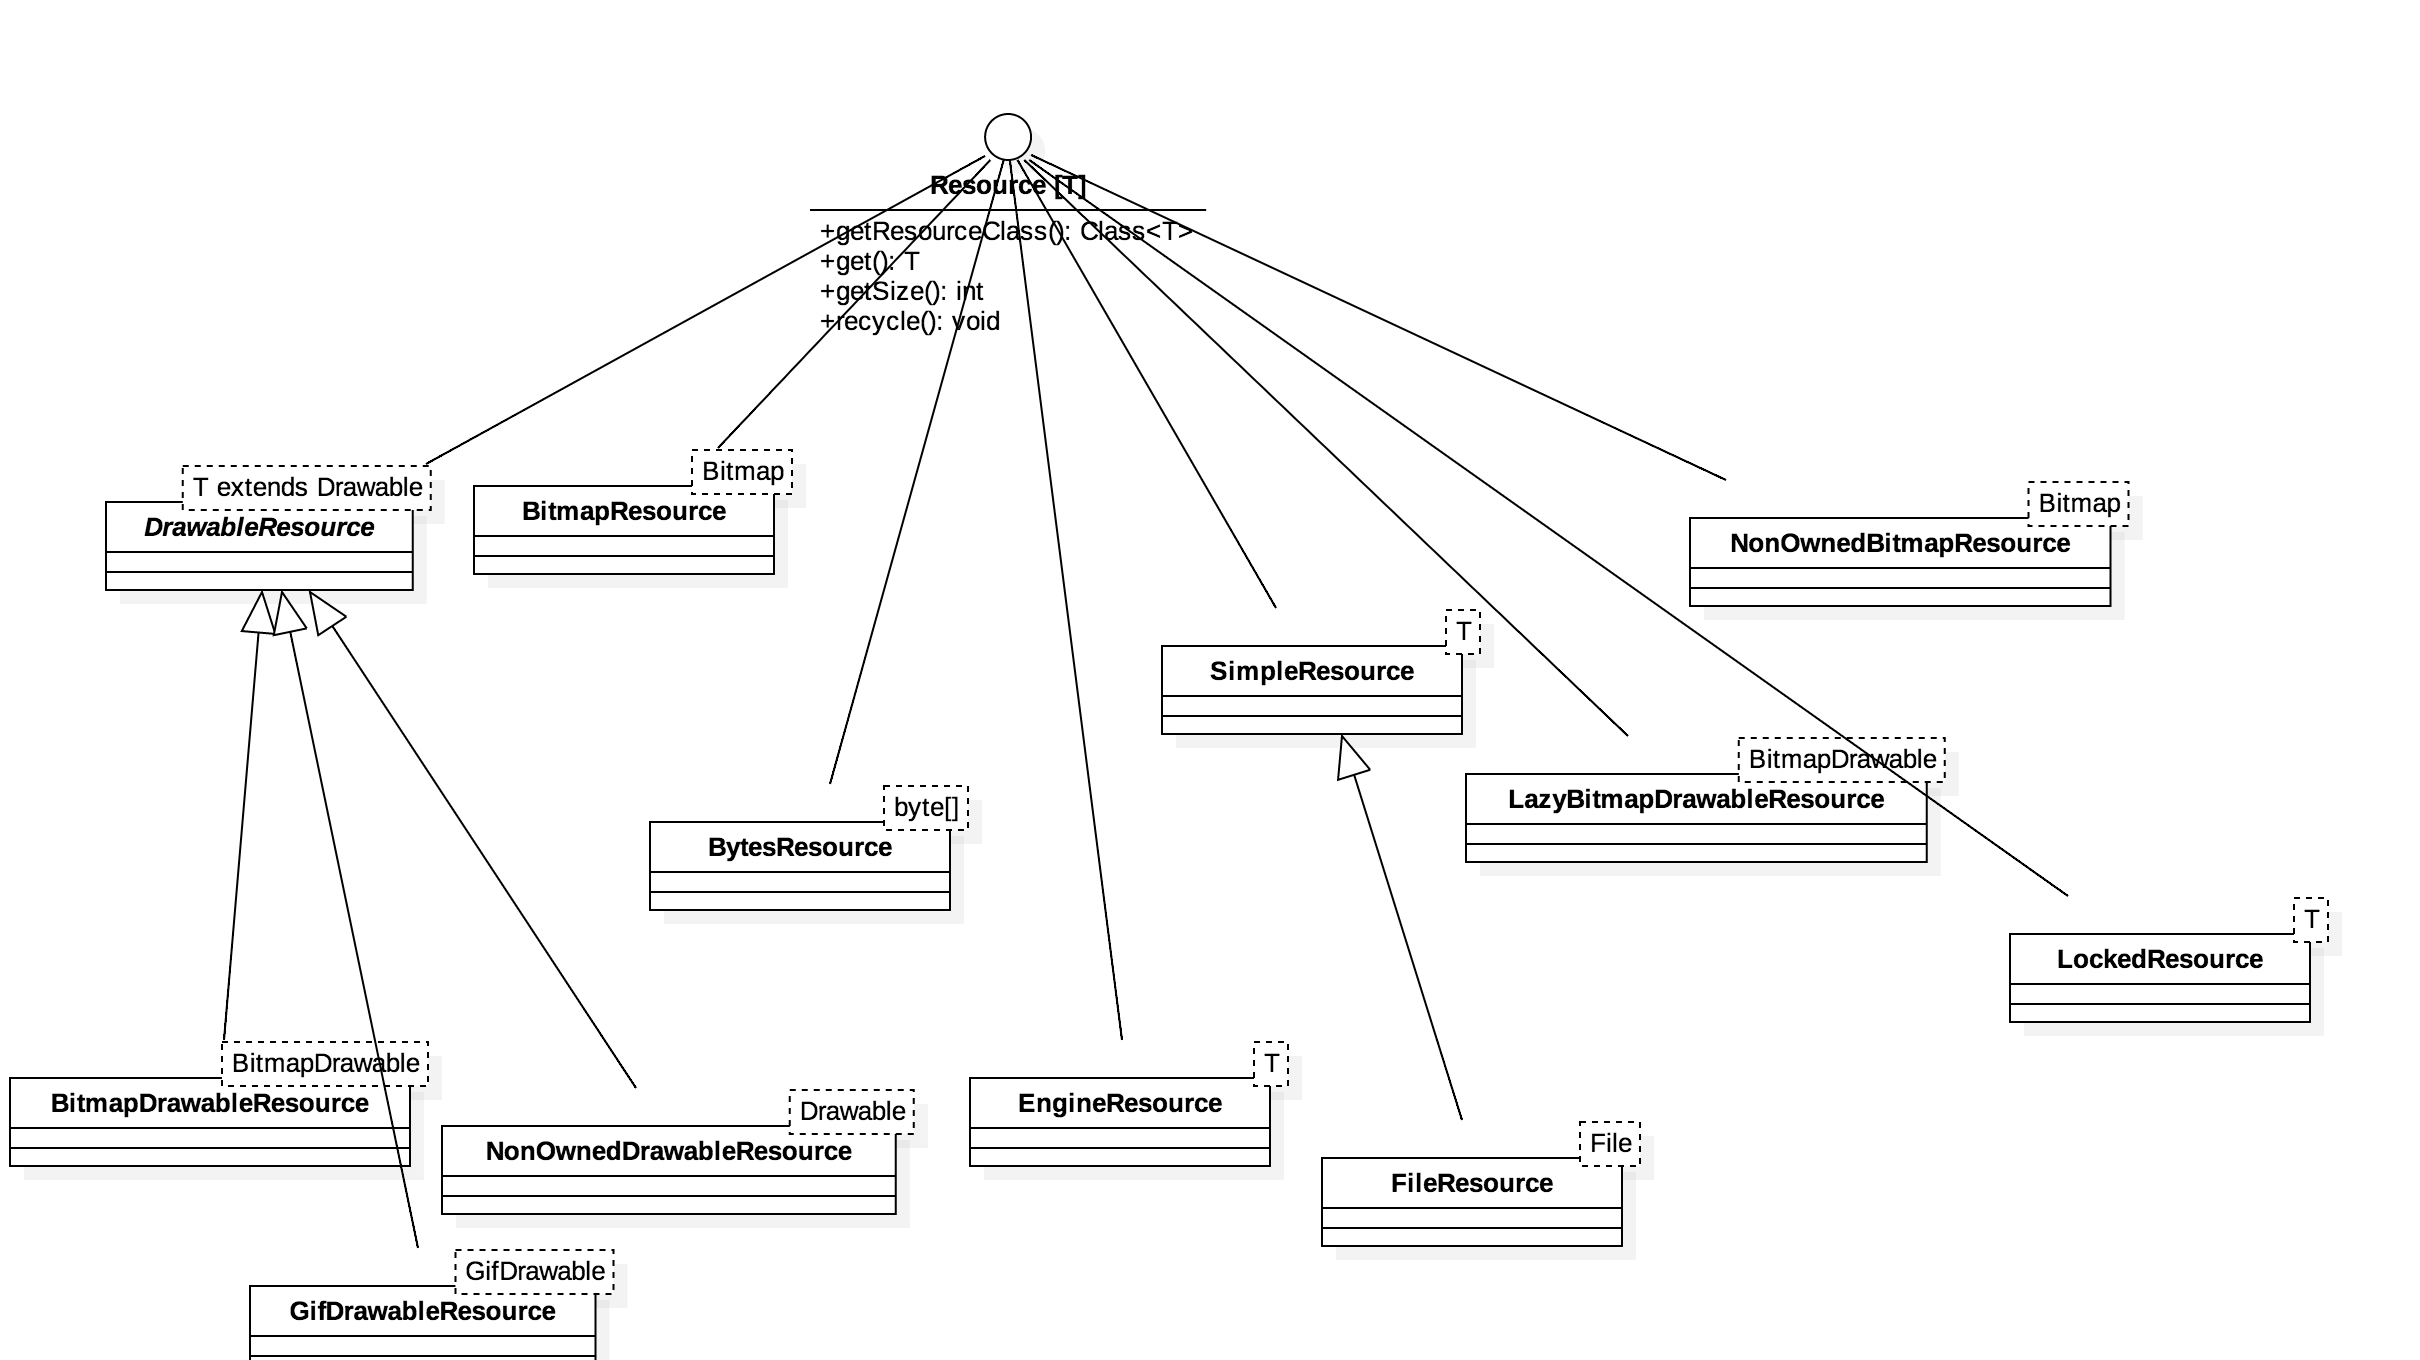 Resource [T]
+getResourceClass(): Class<T>
+get(): T
+getSize(): int
+recycle(): void
T extends Drawable
DrawableResource
Bitmap
BitmapResource
Bitmap
NonOwnedBitmapResource
T
SimpleResource
BitmapDrawable
LazyBitmapDrawableResource
byte[]
BytesResource
T
LockedResource
BitmapDrawable
BitmapDrawableResource
Drawable
NonOwnedDrawableResource
T
EngineResource
File
FileResource
GifDrawable
GifDrawableResource